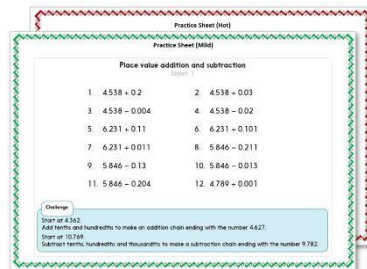 Practice Sheet (Hot)
Practice Sheet (Mild)
Place value addition and subtraction
Sheet 1
1. 4.538 + 0.2 2. 4.538 + 0.03
3. 4.538 – 0.004 4. 4.538 – 0.02
5. 6.231 + 0.11 6. 6.231 + 0.101
7. 6.231 + 0.011 8. 5.846 – 0.211
9. 5.846 – 0.13 10. 5.846 – 0.013
11. 5.846 – 0.204 12. 4.789 + 0.001
Challenge
Start at 4.362.
Add tenths and hundredths to make an addition chain ending with the number 4.627.
Start at 10.769.
Subtract tenths, hundredths and thousandths to make a subtraction chain ending with the number 9.782.